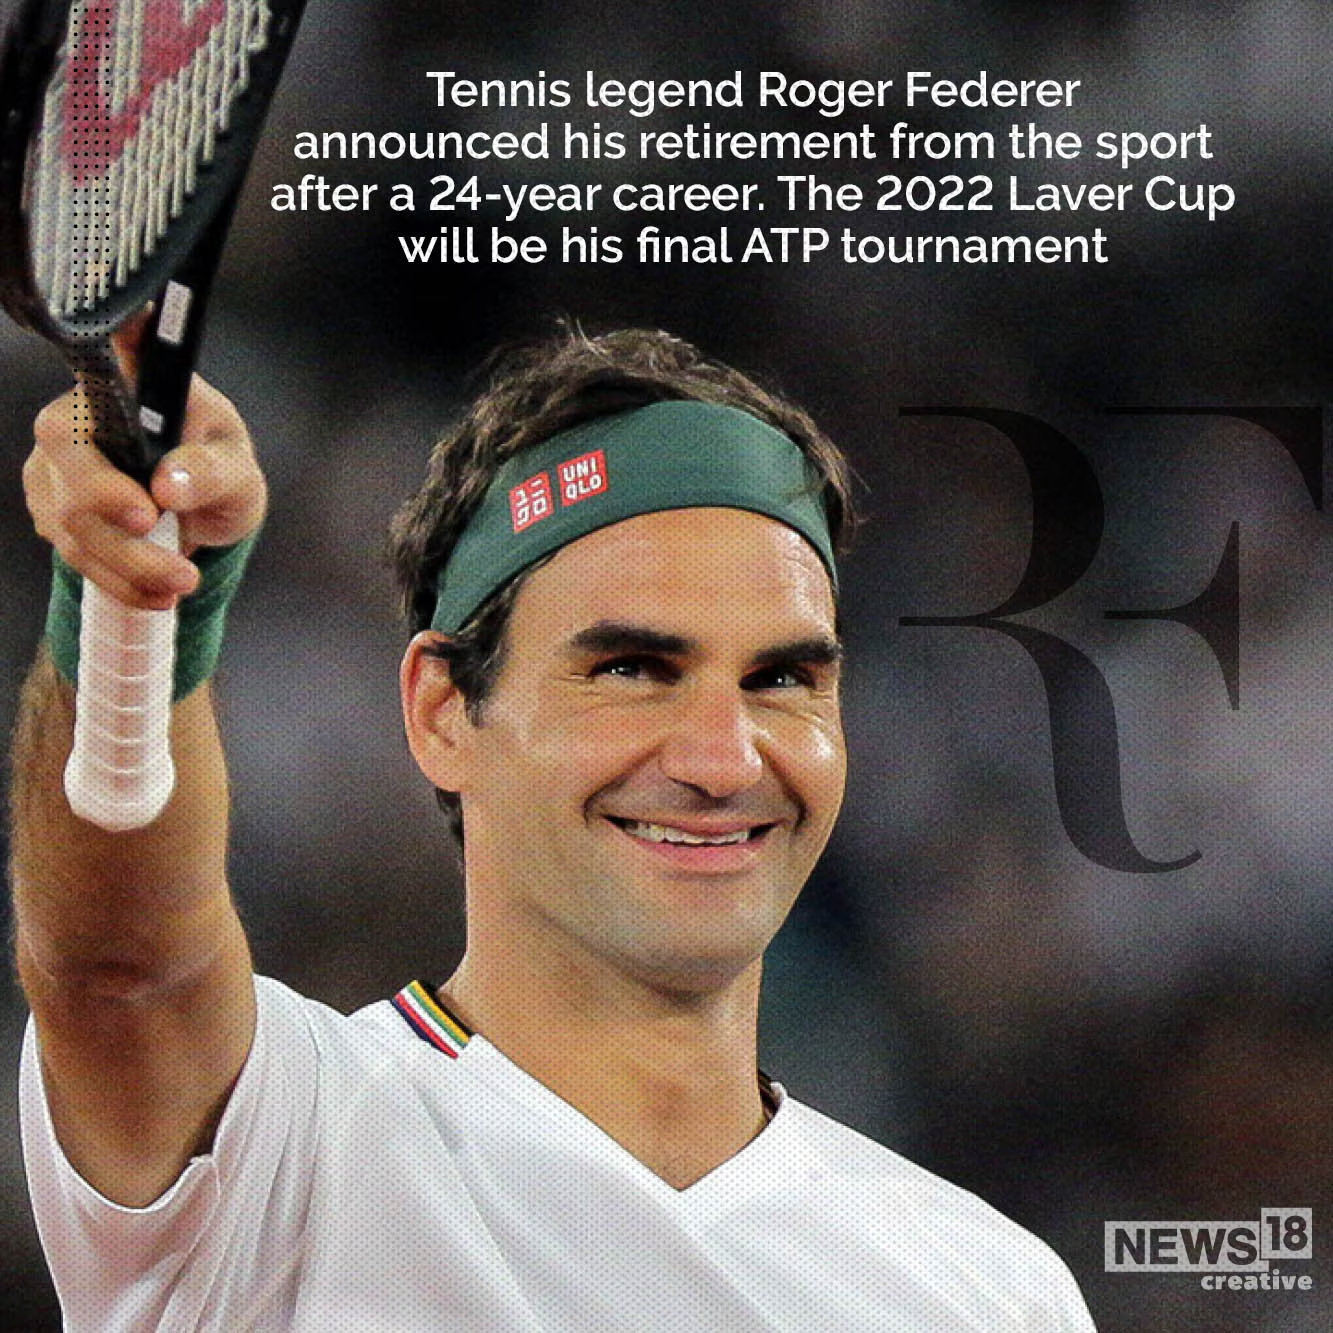 Tennis legend Roger Federer
announced his retirement from the sport
after a 24-year career. The 2022 Laver Cup
will be his final ATP tournament
UNI
QLO
RF
NEWS18
creative